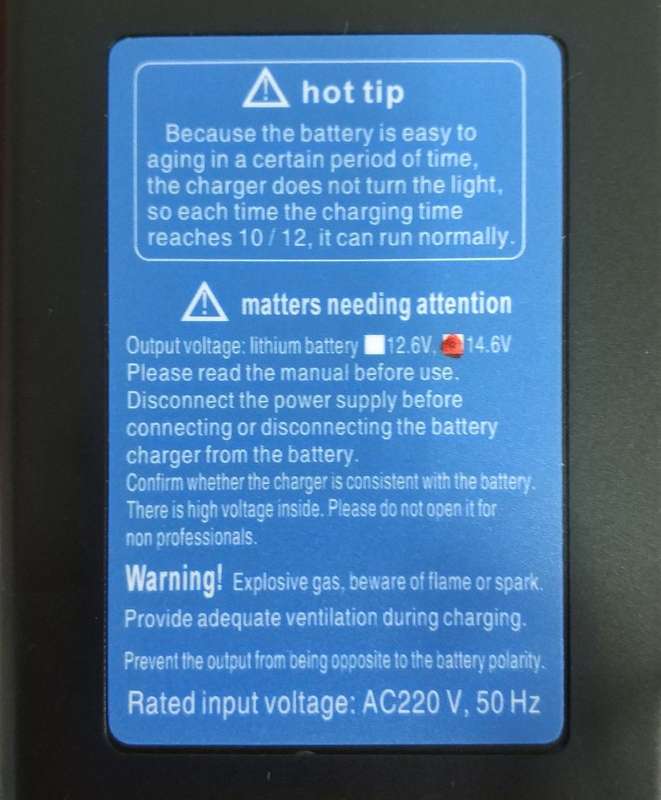 hot tip
Because the battery is easy to
aging in a certain period of time,
the charger does not turn the light,
so each time the charging time
reaches 10 / 12, it can run normally.
matters needing attention
Output voltage: lithium battery 12.6V, 14.6V
Please read the manual before use.
Disconnect the power supply before
connecting or disconnecting the battery
charger from the battery.
Confirm whether the charger is consistent with the battery.
There is high voltage inside. Please do not open it for
non professionals.
Warning! Explosive gas, beware of flame or spark.
Provide adequate ventilation during charging.
Prevent the output from being opposite to the battery polarity.
Rated input voltage: AC220 V, 50 Hz